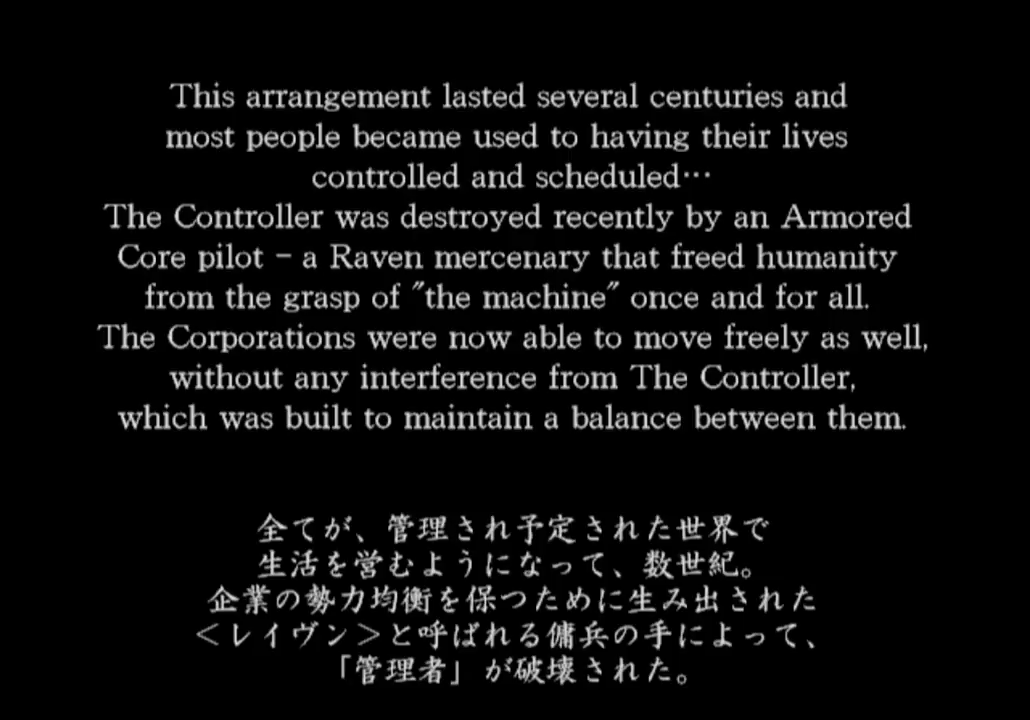 This arrangement lasted several centuries and
most people became used to having their lives
controlled and scheduled…
The Controller was destroyed recently by an Armored
Core pilot – a Raven mercenary that freed humanity
from the grasp of "the machine" once and for all.
The Corporations were now able to move freely as well,
without any interference from The Controller,
which was built to maintain a balance between them.
全てが、管理され予定された世界で
生活を営むようになって、数世紀。
企業の勢力均衡を保つために生み出された
＜レイヴン＞と呼ばれる傭兵の手によって、
「管理者」が破壊された。